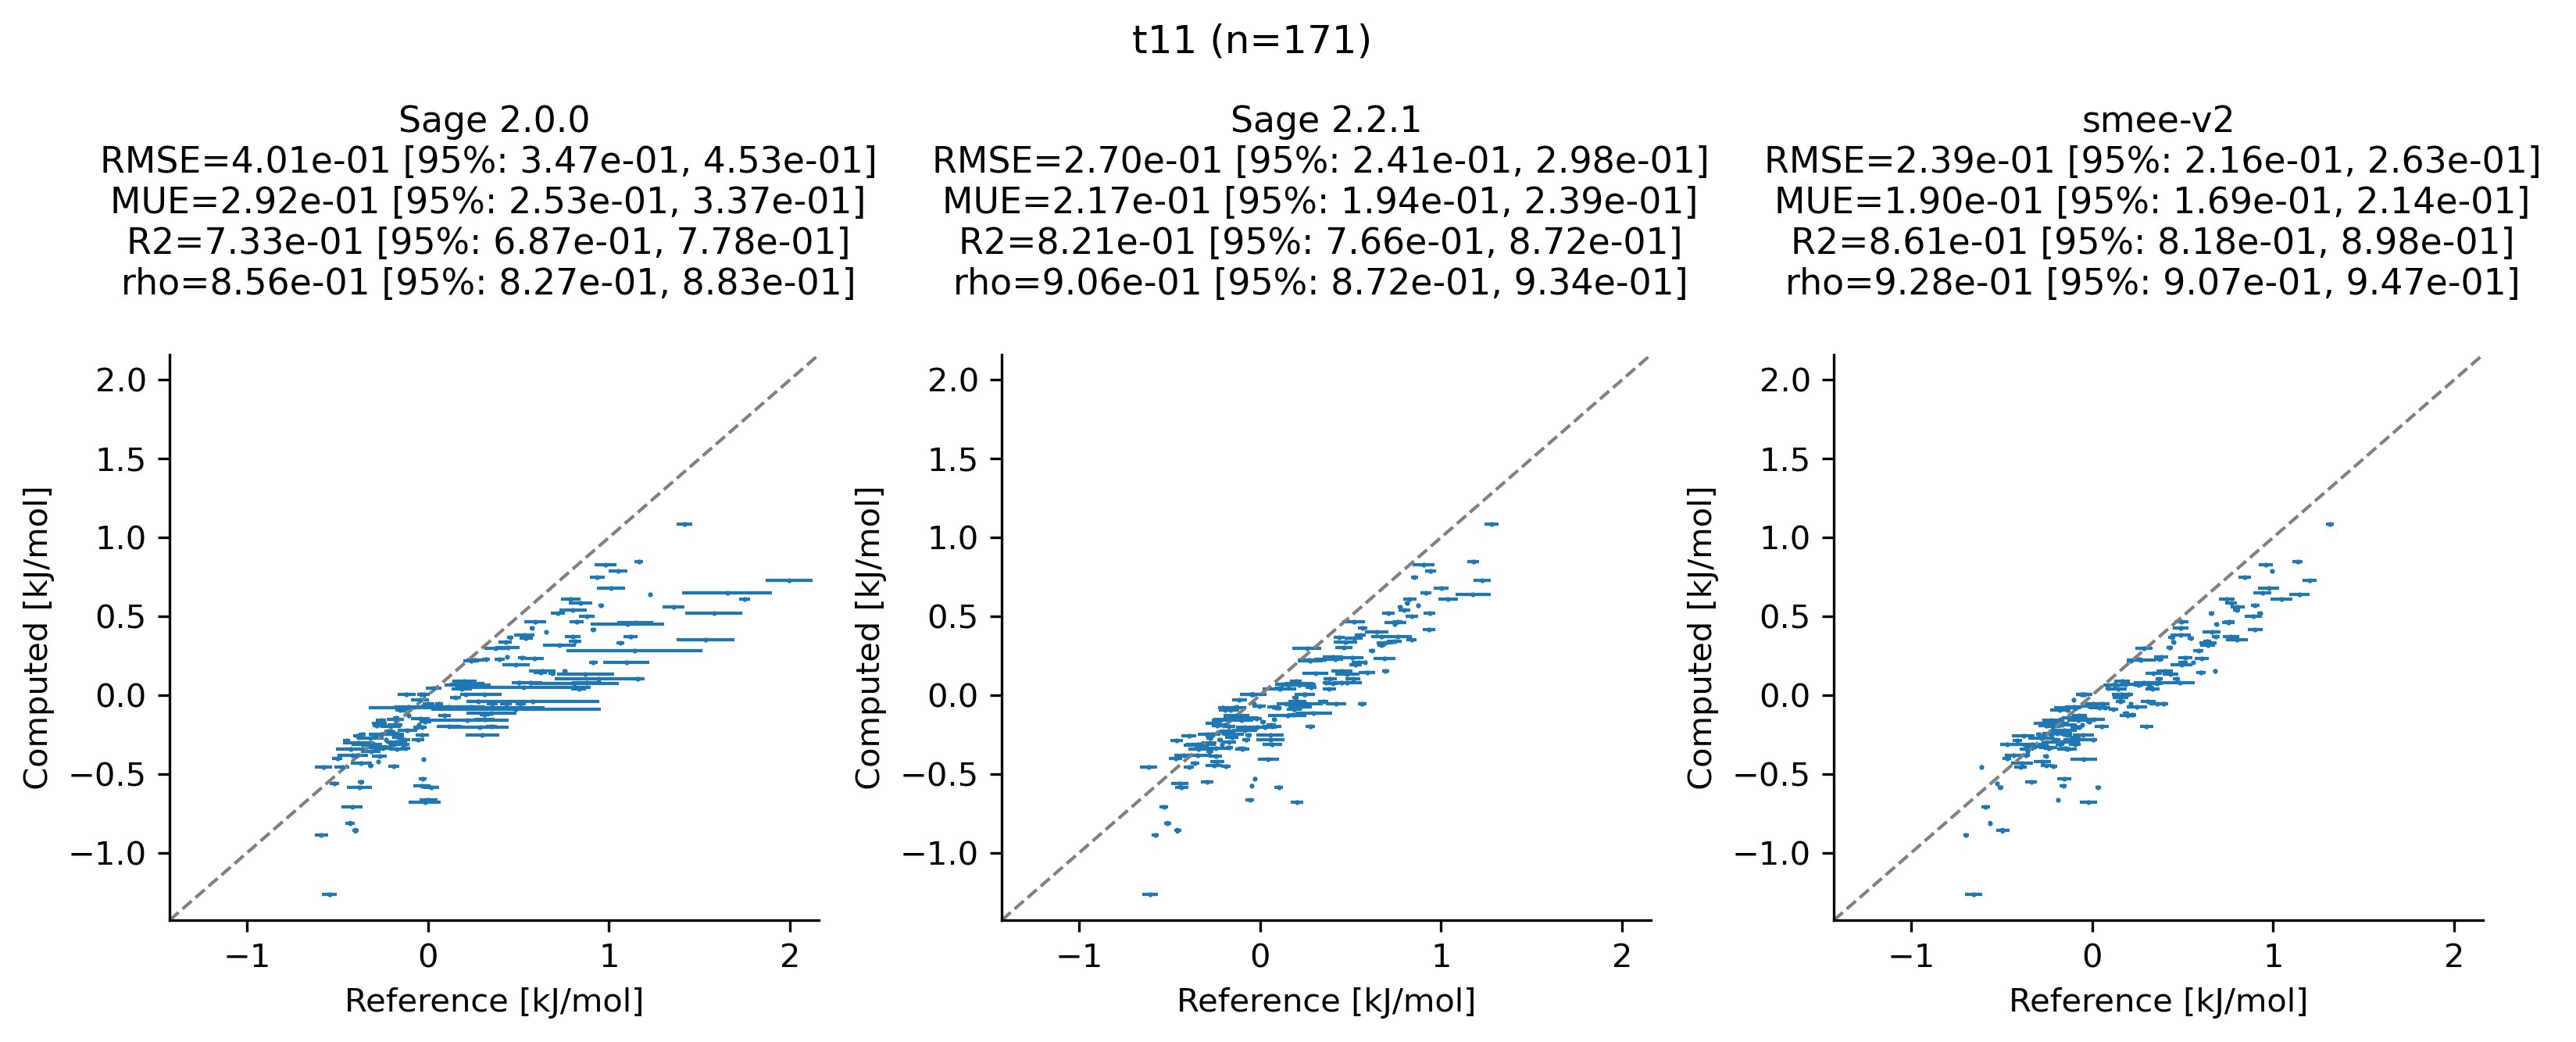 t11 (n=171)
Sage 2.0.0
RMSE=4.01e-01 [95%: 3.47e-01, 4.53e-01]
MUE=2.92e-01 [95%: 2.53e-01, 3.37e-01]
R2=7.33e-01 [95%: 6.87e-01, 7.78e-01]
rho=8.56e-01 [95%: 8.27e-01, 8.83e-01]
2.0
1.5
1.0
0.5
0.0
−0.5
−1.0
Computed [kJ/mol]
−1
0
1
2
Reference [kJ/mol]
Sage 2.2.1
RMSE=2.70e-01 [95%: 2.41e-01, 2.98e-01]
MUE=2.17e-01 [95%: 1.94e-01, 2.39e-01]
R2=8.21e-01 [95%: 7.66e-01, 8.72e-01]
rho=9.06e-01 [95%: 8.72e-01, 9.34e-01]
2.0
1.5
1.0
0.5
0.0
−0.5
−1.0
Computed [kJ/mol]
−1
0
1
2
Reference [kJ/mol]
smee-v2
RMSE=2.39e-01 [95%: 2.16e-01, 2.63e-01]
MUE=1.90e-01 [95%: 1.69e-01, 2.14e-01]
R2=8.61e-01 [95%: 8.18e-01, 8.98e-01]
rho=9.28e-01 [95%: 9.07e-01, 9.47e-01]
2.0
1.5
1.0
0.5
0.0
−0.5
−1.0
Computed [kJ/mol]
−1
0
1
2
Reference [kJ/mol]